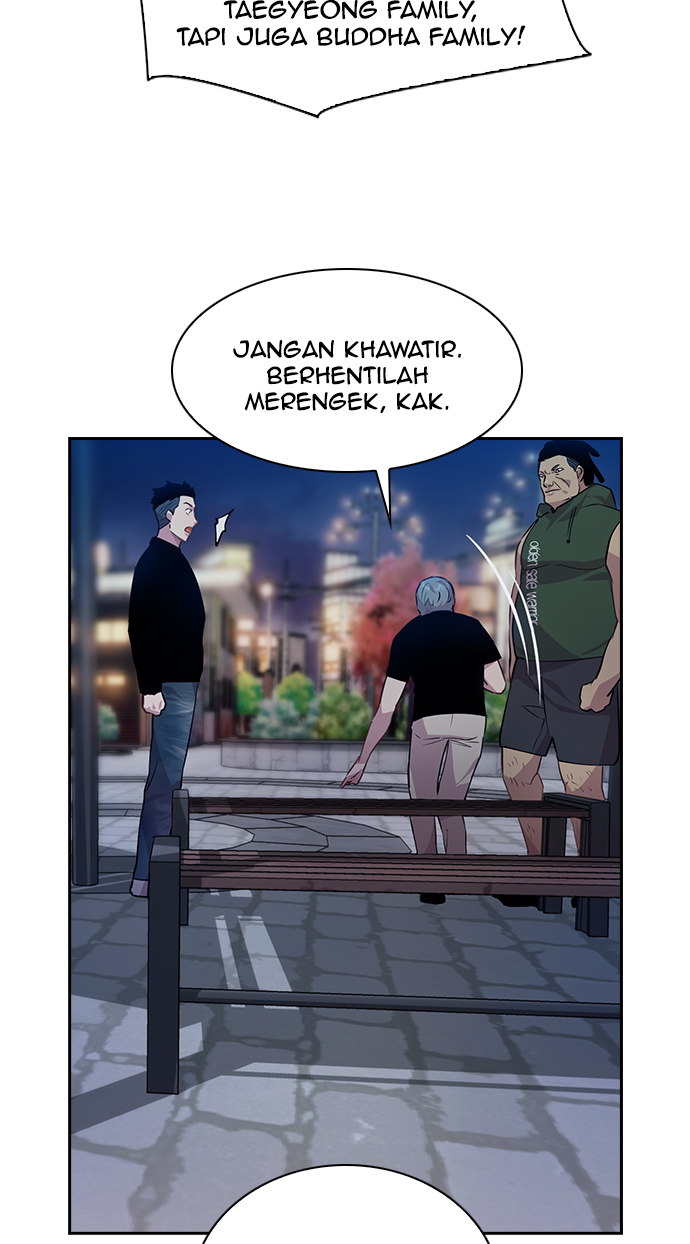 TAEGYEONG FAMILY,
TAPI JUGA BUDDHA FAMILY!
JANGAN KHAWATIR.
BERHENTILAH
MERENGEK, KAK.